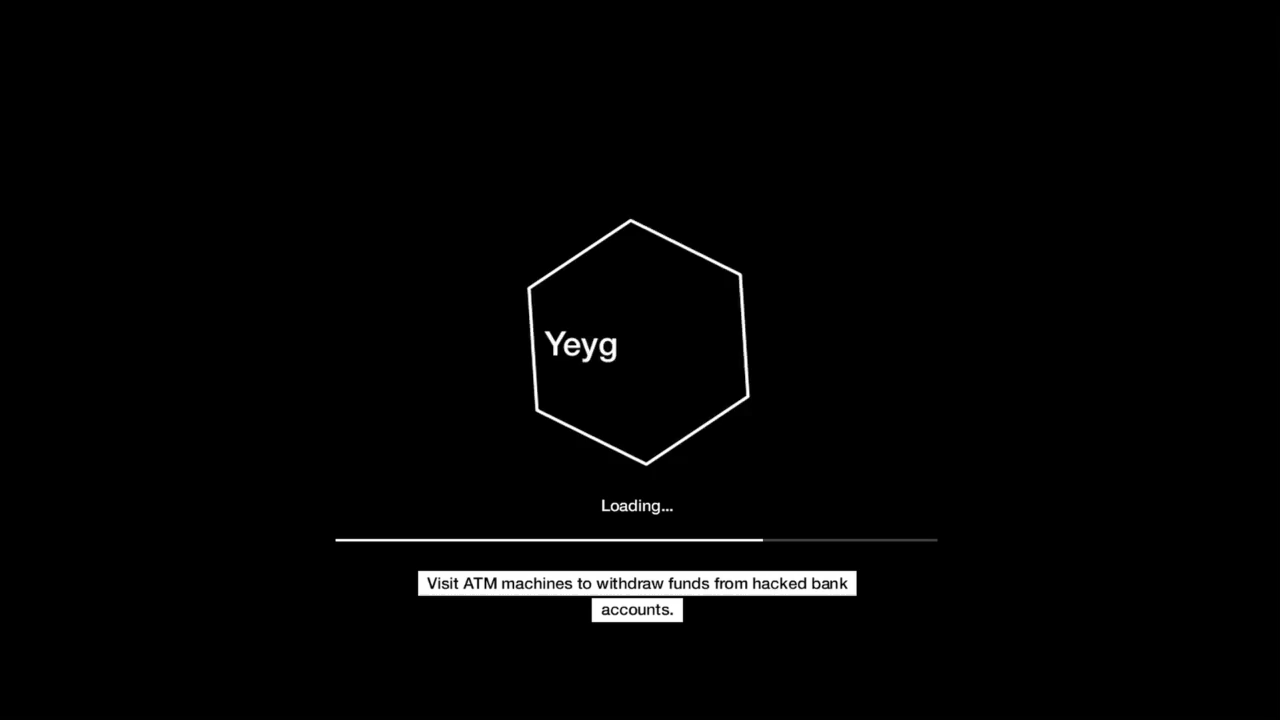 Yeyg
Loading...
Visit ATM machines to withdraw funds from hacked bank
accounts.